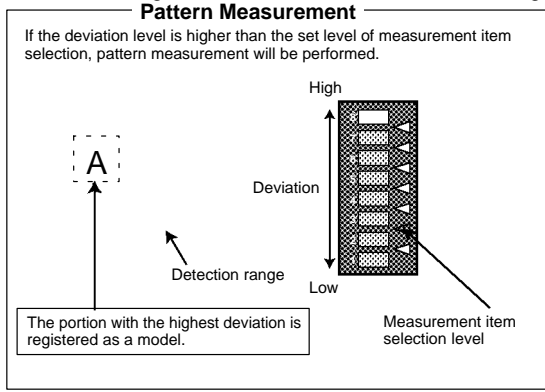 Pattern Measurement
If the deviation level is higher than the set level of measurement item
selection, pattern measurement will be performed.
High
A
Deviation
Detection range
Low
The portion with the highest deviation is
registered as a model.
Measurement item
selection level